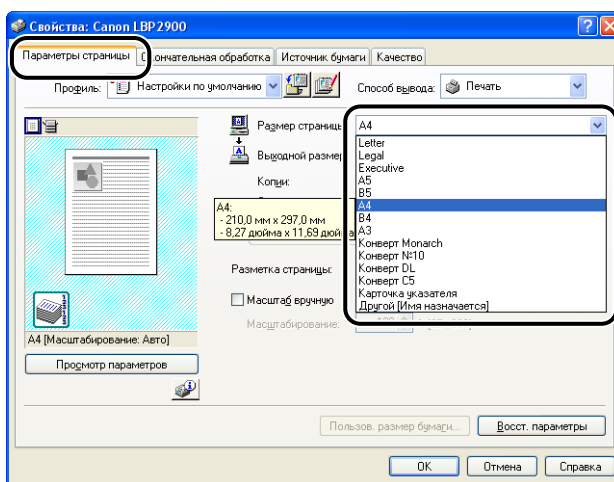 Свойства: Canon LBP2900
Параметры страницы Окончательная обработка Источник бумаги Качество
Профиль: Настройки по умолчанию Способ вывода: Печать
Размер страницы A4
Выходной размер
Копии:
Letter
Legal
Executive
A5
B5
A4
B4
A3
Конверт Monarch
Конверт №10
Конверт DL
Конверт C5
Карточка указателя
Другой [Имя назначается]
A4:
- 210,0 мм x 297,0 мм
- 8,27 дюйма x 11,69 дюйма
Разметка страницы:
Масштаб вручную
Масштабирование:
A4 [Масштабирование: Авто]
Просмотр параметров
Пользов. размер бумаги... Восст. параметры
OK Отмена Справка